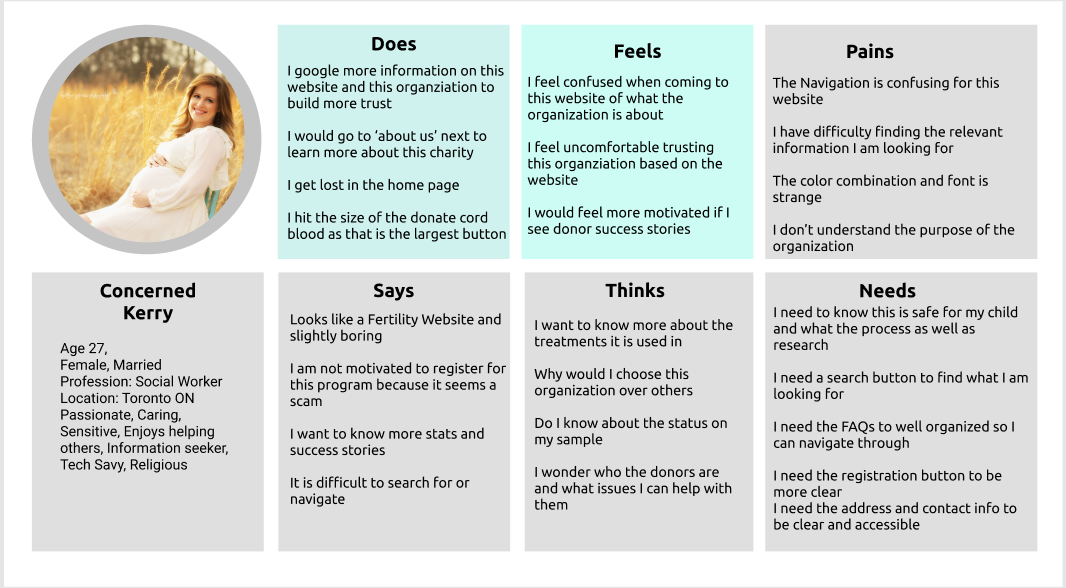 Does
I google more information on this
website and this organziation to
build more trust
I would go to ‘about us’ next to
learn more about this charity
I get lost in the home page
I hit the size of the donate cord
blood as that is the largest button
Feels
I feel confused when coming to
this website of what the
organization is about
I feel uncomfortable trusting
this organziation based on the
website
I would feel more motivated if I
see donor success stories
Pains
The Navigation is confusing for this
website
I have difficulty finding the relevant
information I am looking for
The color combination and font is
strange
I don’t understand the purpose of the
organization
Concerned
Kerry
Age 27,
Female, Married
Profession: Social Worker
Location: Toronto ON
Passionate, Caring,
Sensitive, Enjoys helping
others, Information seeker,
Tech Savy, Religious
Says
Looks like a Fertility Website and
slightly boring
I am not motivated to register for
this program because it seems a
scam
I want to know more stats and
success stories
It is difficult to search for or
navigate
Thinks
I want to know more about the
treatments it is used in
Why would I choose this
organization over others
Do I know about the status on
my sample
I wonder who the donors are
and what issues I can help with
them
Needs
I need to know this is safe for my child
and what the process as well as
research
I need a search button to find what I am
looking for
I need the FAQs to well organized so I
can navigate through
I need the registration button to be
more clear
I need the address and contact info to
be clear and accessible